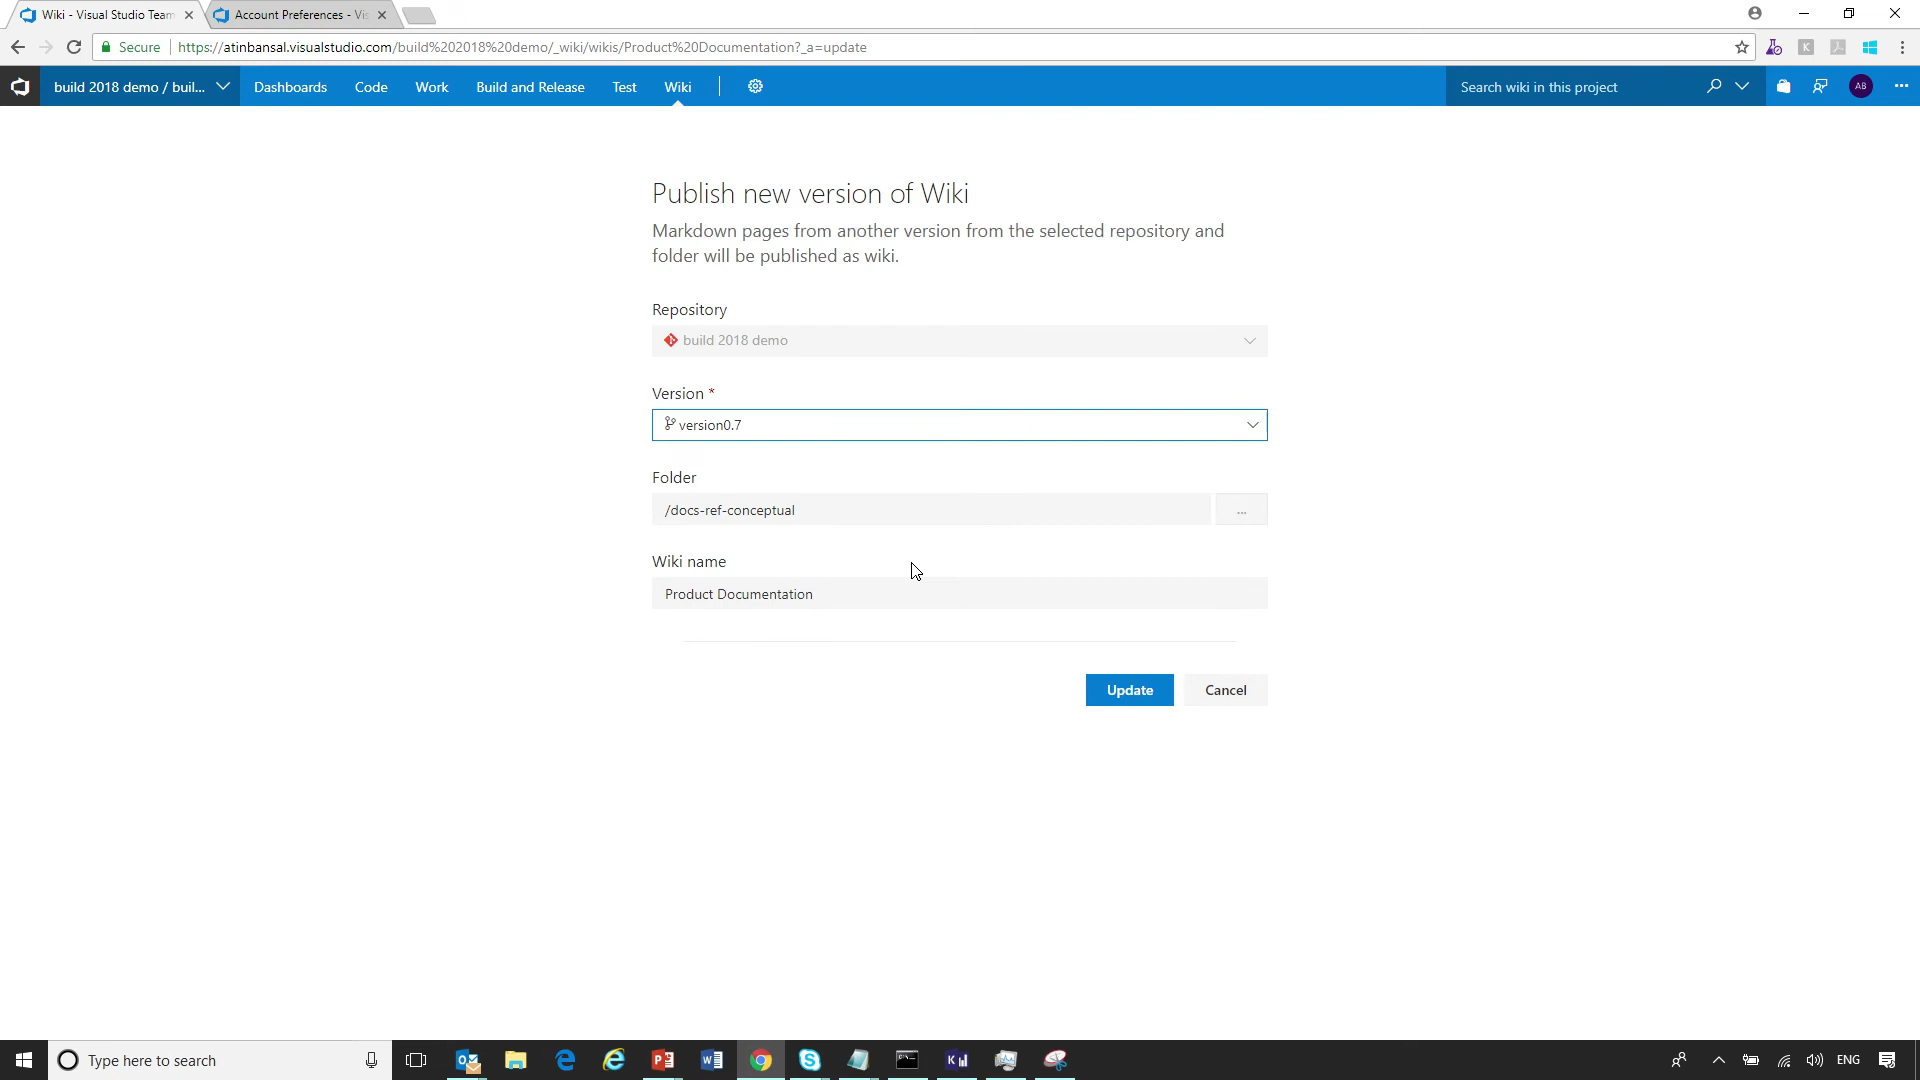 Wiki - Visual Studio Team
Account Preferences - Vis
Secure
https://atinbansal.visualstudio.com/build%202018%20demo/_wiki/wikis/Product%20Documentation?_a=update
K
build 2018 demo / buil...
Dashboards
Code
Work
Build and Release
Test
Wiki
Search wiki in this project
AB
...
Publish new version of Wiki
Markdown pages from another version from the selected repository and
folder will be published as wiki.
Repository
build 2018 demo
Version *
version0.7
Folder
/docs-ref-conceptual
...
Wiki name
Product Documentation
Update
Cancel
Type here to search
ENG